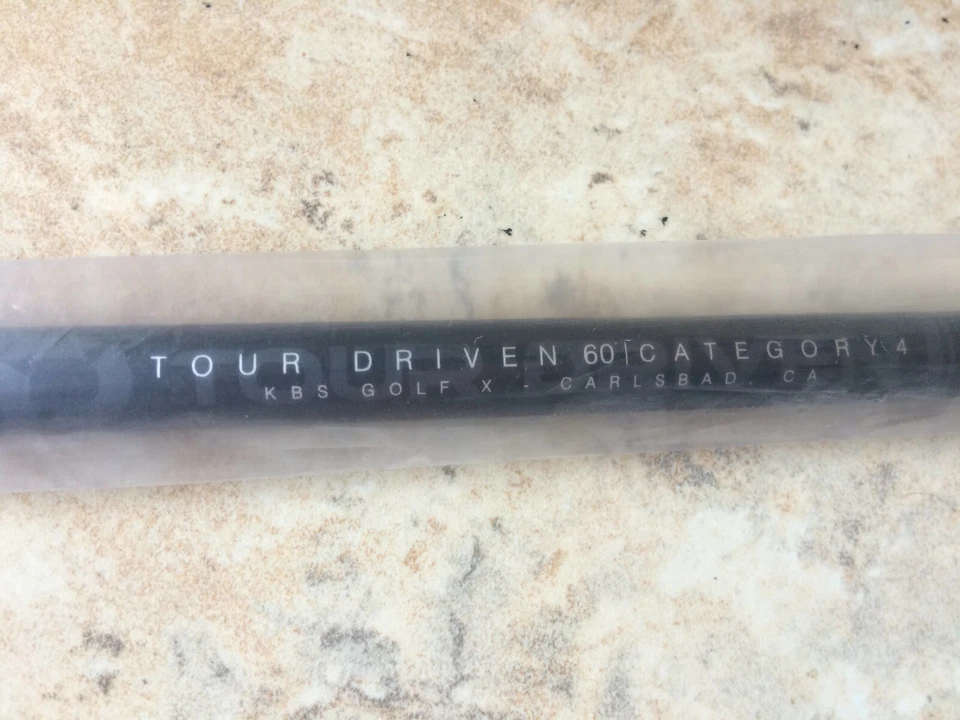 TOUR DRIVEN 60 | CATEGORY 4
KBS GOLF X - CARLSBAD, CA